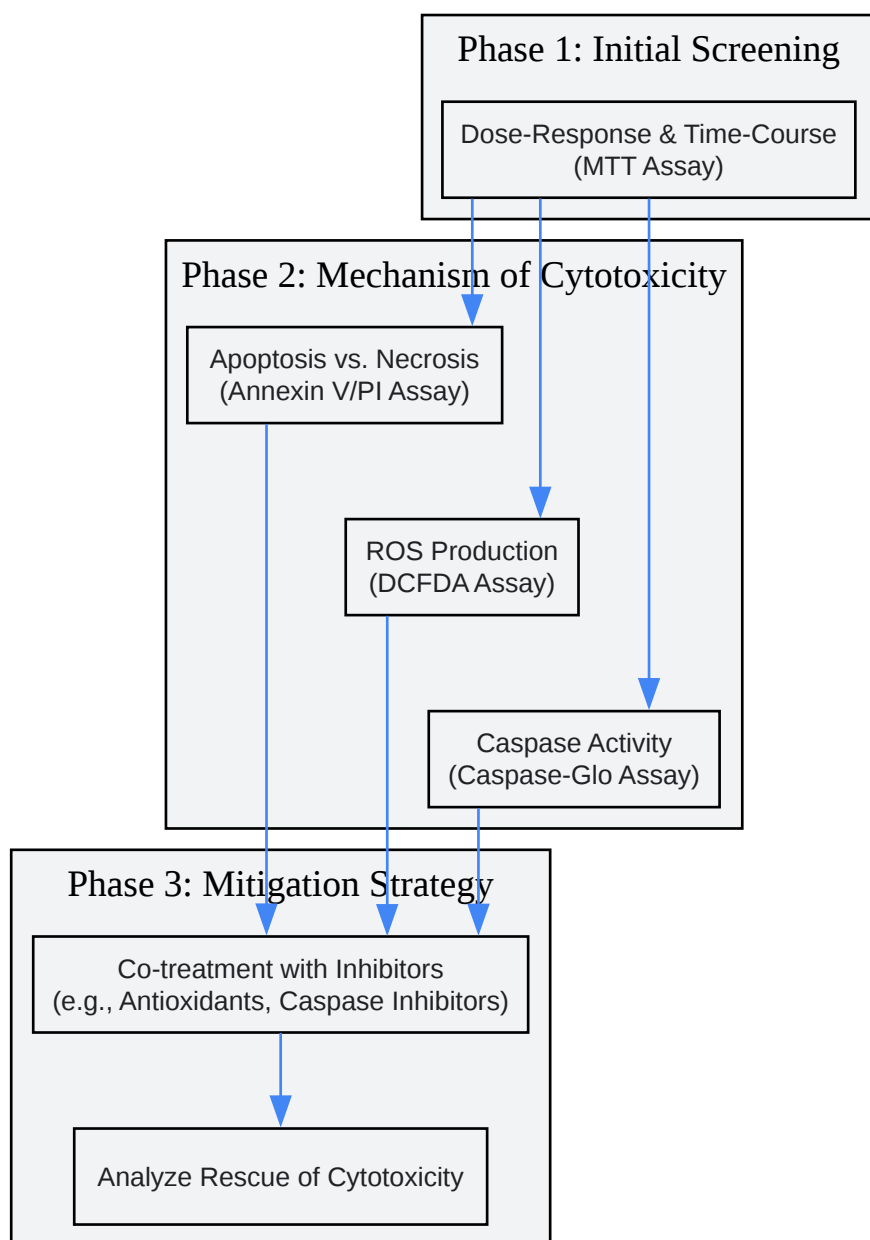 Phase 1: Initial Screening
Dose-Response & Time-Course
(MTT Assay)
Phase 2: Mechanism of Cytotoxicity
Apoptosis vs. Necrosis
(Annexin V/PI Assay)
ROS Production
(DCFDA Assay)
Caspase Activity
(Caspase-Glo Assay)
Phase 3: Mitigation Strategy
Co-treatment with Inhibitors
(e.g., Antioxidants, Caspase Inhibitors)
Analyze Rescue of Cytotoxicity